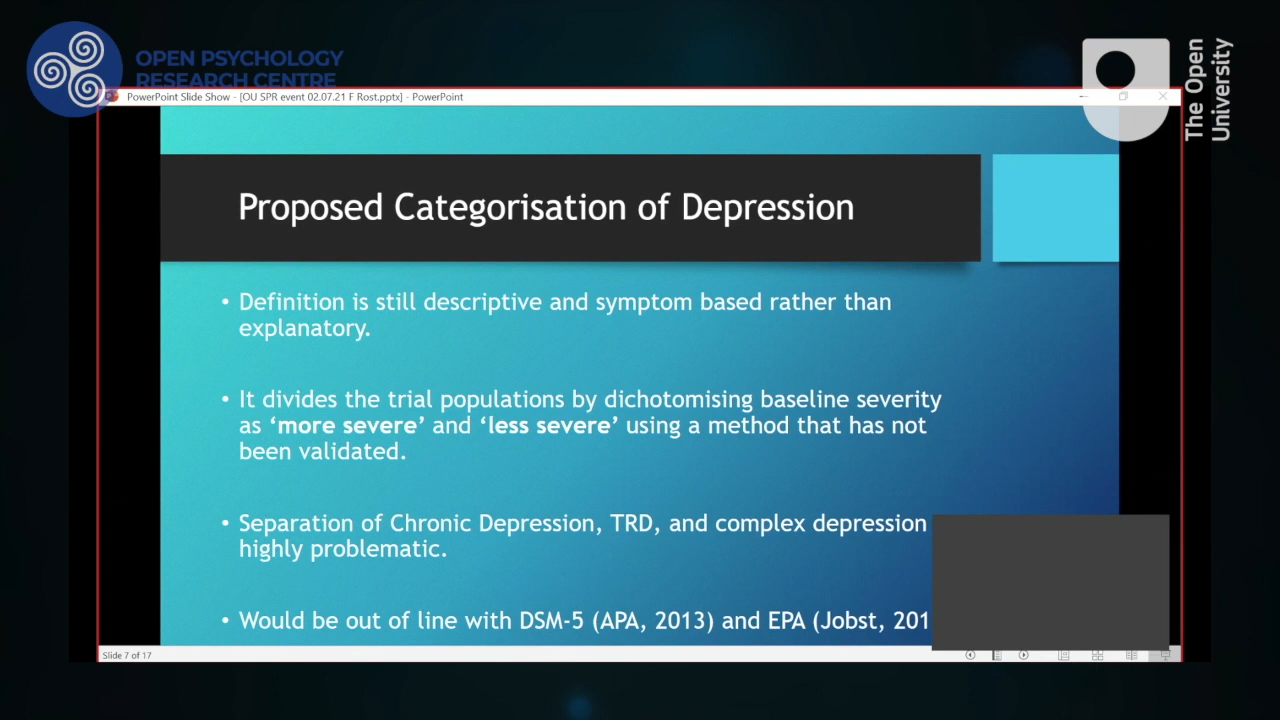 OPEN PSYCHOLOGY
RESEARCH CENTRE
The Open
University
PowerPoint Slide Show - [OU SPR event 02.07.21 F Rost.pptx] - PowerPoint
Proposed Categorisation of Depression
• Definition is still descriptive and symptom based rather than
explanatory.
• It divides the trial populations by dichotomising baseline severity
as ‘more severe’ and ‘less severe’ using a method that has not
been validated.
• Separation of Chronic Depression, TRD, and complex depression
highly problematic.
• Would be out of line with DSM-5 (APA, 2013) and EPA (Jobst, 201
Slide 7 of 17